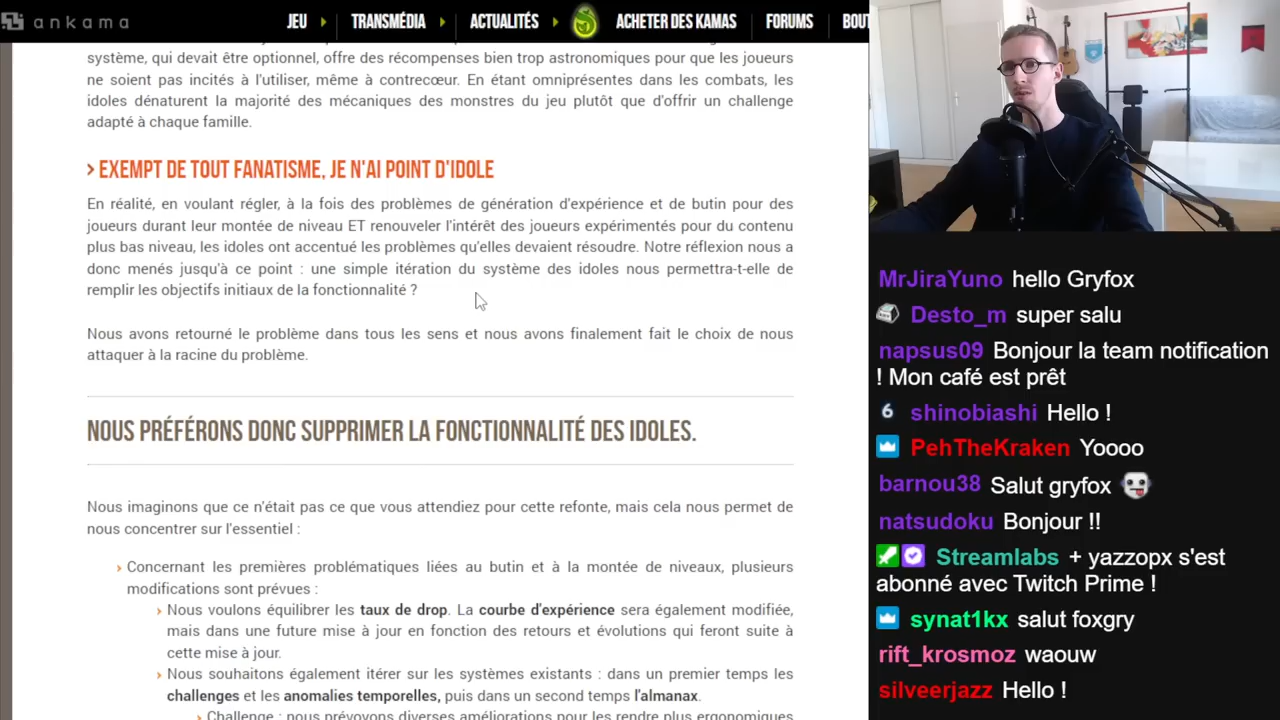 ankama
JEU TRANSMÉDIA ACTUALITÉS ACHETER DES KAMAS FORUMS BOU
système, qui devait être optionnel, offre des récompenses bien trop astronomiques pour que les joueurs
ne soient pas incités à l'utiliser, même à contrecœur. En étant omniprésentes dans les combats, les
idoles dénaturent la majorité des mécaniques des monstres du jeu plutôt que d'offrir un challenge
adapté à chaque famille.
> EXEMPT DE TOUT FANATISME, JE N'AI POINT D'IDOLE
En réalité, en voulant régler, à la fois des problèmes de génération d'expérience et de butin pour des
joueurs durant leur montée de niveau ET renouveler l'intérêt des joueurs expérimentés pour du contenu
plus bas niveau, les idoles ont accentué les problèmes qu'elles devaient résoudre. Notre réflexion nous a
donc menés jusqu'à ce point : une simple itération du système des idoles nous permettra-t-elle de
remplir les objectifs initiaux de la fonctionnalité ?
Nous avons retourné le problème dans tous les sens et nous avons finalement fait le choix de nous
attaquer à la racine du problème.
NOUS PRÉFÉRONS DONC SUPPRIMER LA FONCTIONNALITÉ DES IDOLES.
Nous imaginons que ce n'était pas ce que vous attendiez pour cette refonte, mais cela nous permet de
nous concentrer sur l'essentiel :
› Concernant les premières problématiques liées au butin et à la montée de niveaux, plusieurs
modifications sont prévues :
› Nous voulons équilibrer les taux de drop. La courbe d'expérience sera également modifiée,
mais dans une future mise à jour en fonction des retours et évolutions qui feront suite à
cette mise à jour.
› Nous souhaitons également itérer sur les systèmes existants : dans un premier temps les
challenges et les anomalies temporelles, puis dans un second temps l'almanax.
› Challenge : nous prévoyons diverses améliorations pour les rendre plus ergonomiques
MrJiraYuno hello Gryfox
Desto_m super salu
napsus09 Bonjour la team notification
! Mon café est prêt
6 shinobiashi Hello !
PehTheKraken Yoooo
barnou38 Salut gryfox
natsudoku Bonjour !!
Streamlabs + yazzopx s'est
abonné avec Twitch Prime !
synat1kx salut foxgry
rift_krosmoz waouw
silveerjazz Hello !